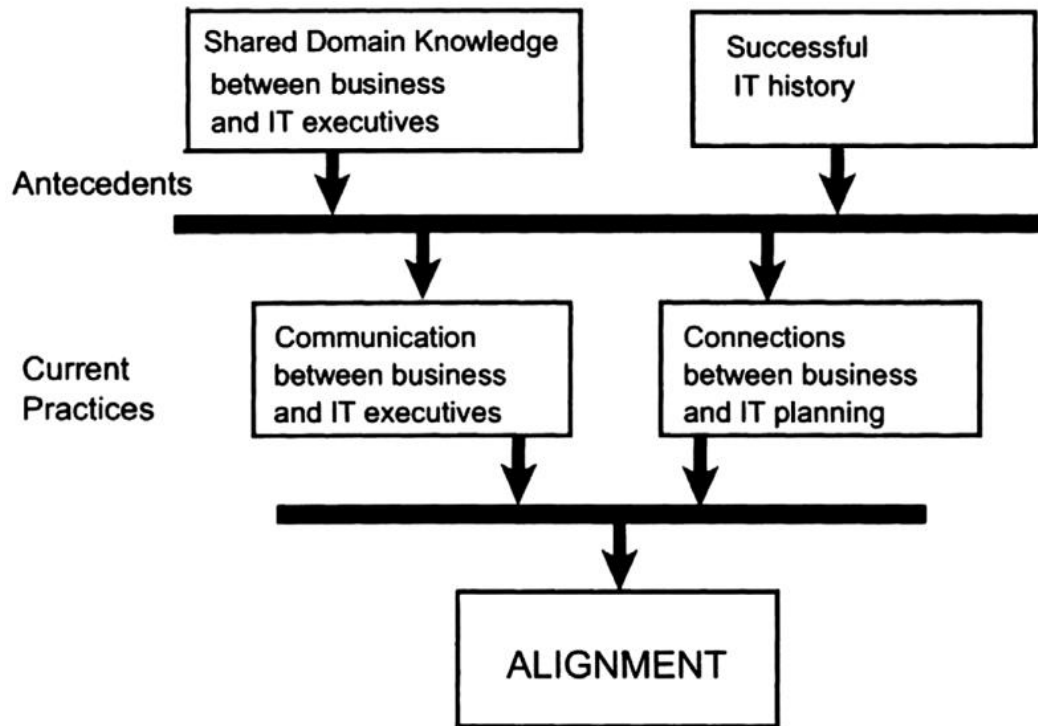 Shared Domain Knowledge
between business
and IT executives
Successful
IT history
Antecedents
Current
Practices
Communication
between business
and IT executives
Connections
between business
and IT planning
ALIGNMENT